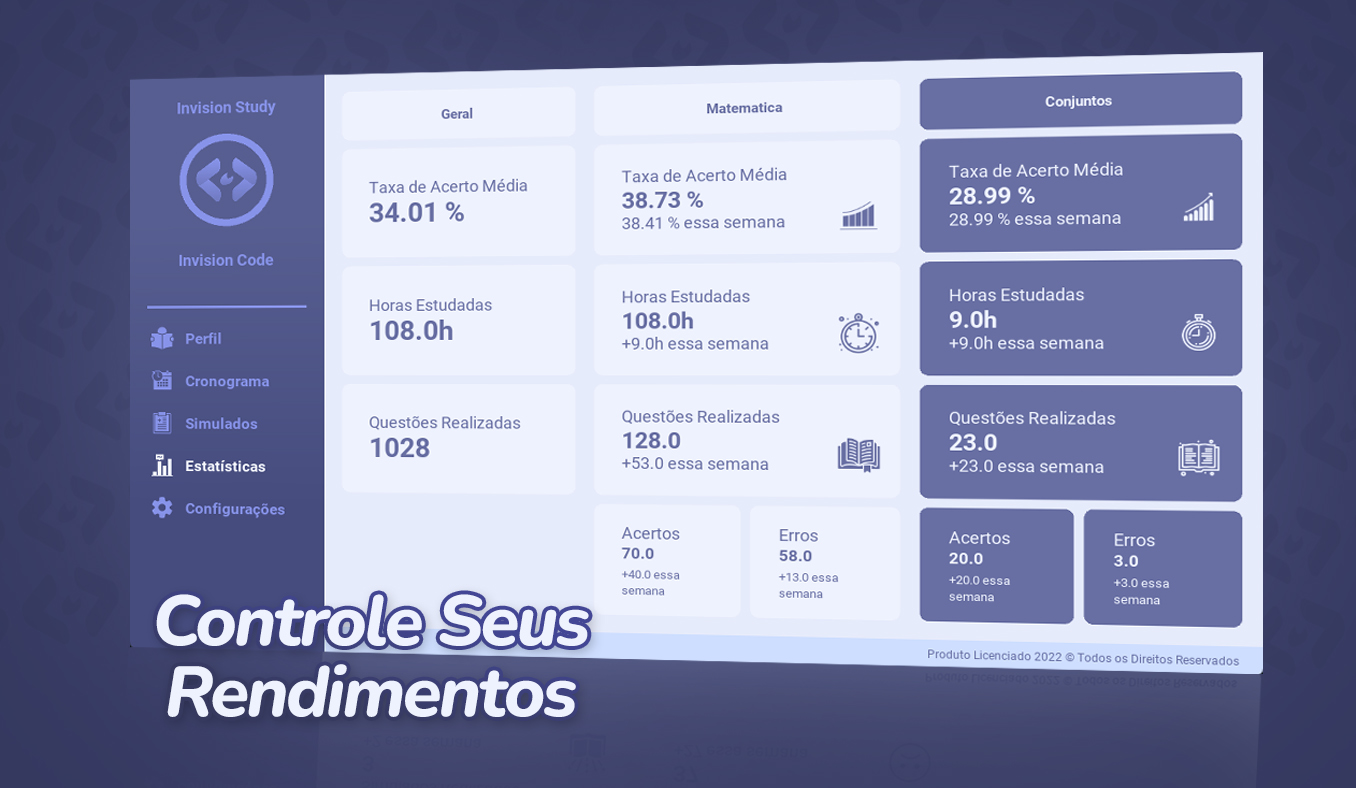 Invision Study
Invision Code
Perfil
Cronograma
Simulados
Estatísticas
Configurações
Geral
Taxa de Acerto Média
34.01 %
Horas Estudadas
108.0h
Questões Realizadas
1028
Matematica
Taxa de Acerto Média
38.73 %
38.41 % essa semana
Horas Estudadas
108.0h
+9.0h essa semana
Questões Realizadas
128.0
+53.0 essa semana
Acertos
70.0
+40.0 essa
semana
Erros
58.0
+13.0 essa
semana
Conjuntos
Taxa de Acerto Média
28.99 %
28.99 % essa semana
Horas Estudadas
9.0h
+9.0h essa semana
Questões Realizadas
23.0
+23.0 essa semana
Acertos
20.0
+20.0 essa
semana
Erros
3.0
+3.0 essa
semana
Produto Licenciado 2022 © Todos os Direitos Reservados
Controle Seus
Rendimentos